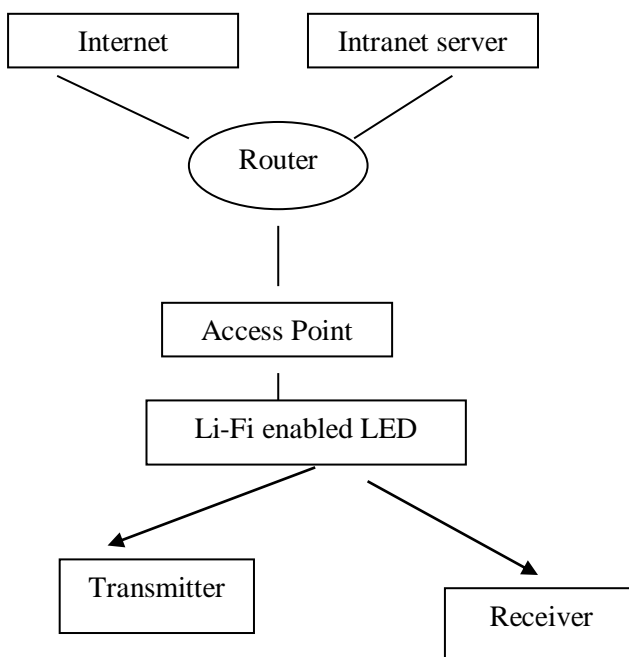 Internet
Intranet server
Router
Access Point
Li-Fi enabled LED
Transmitter
Receiver